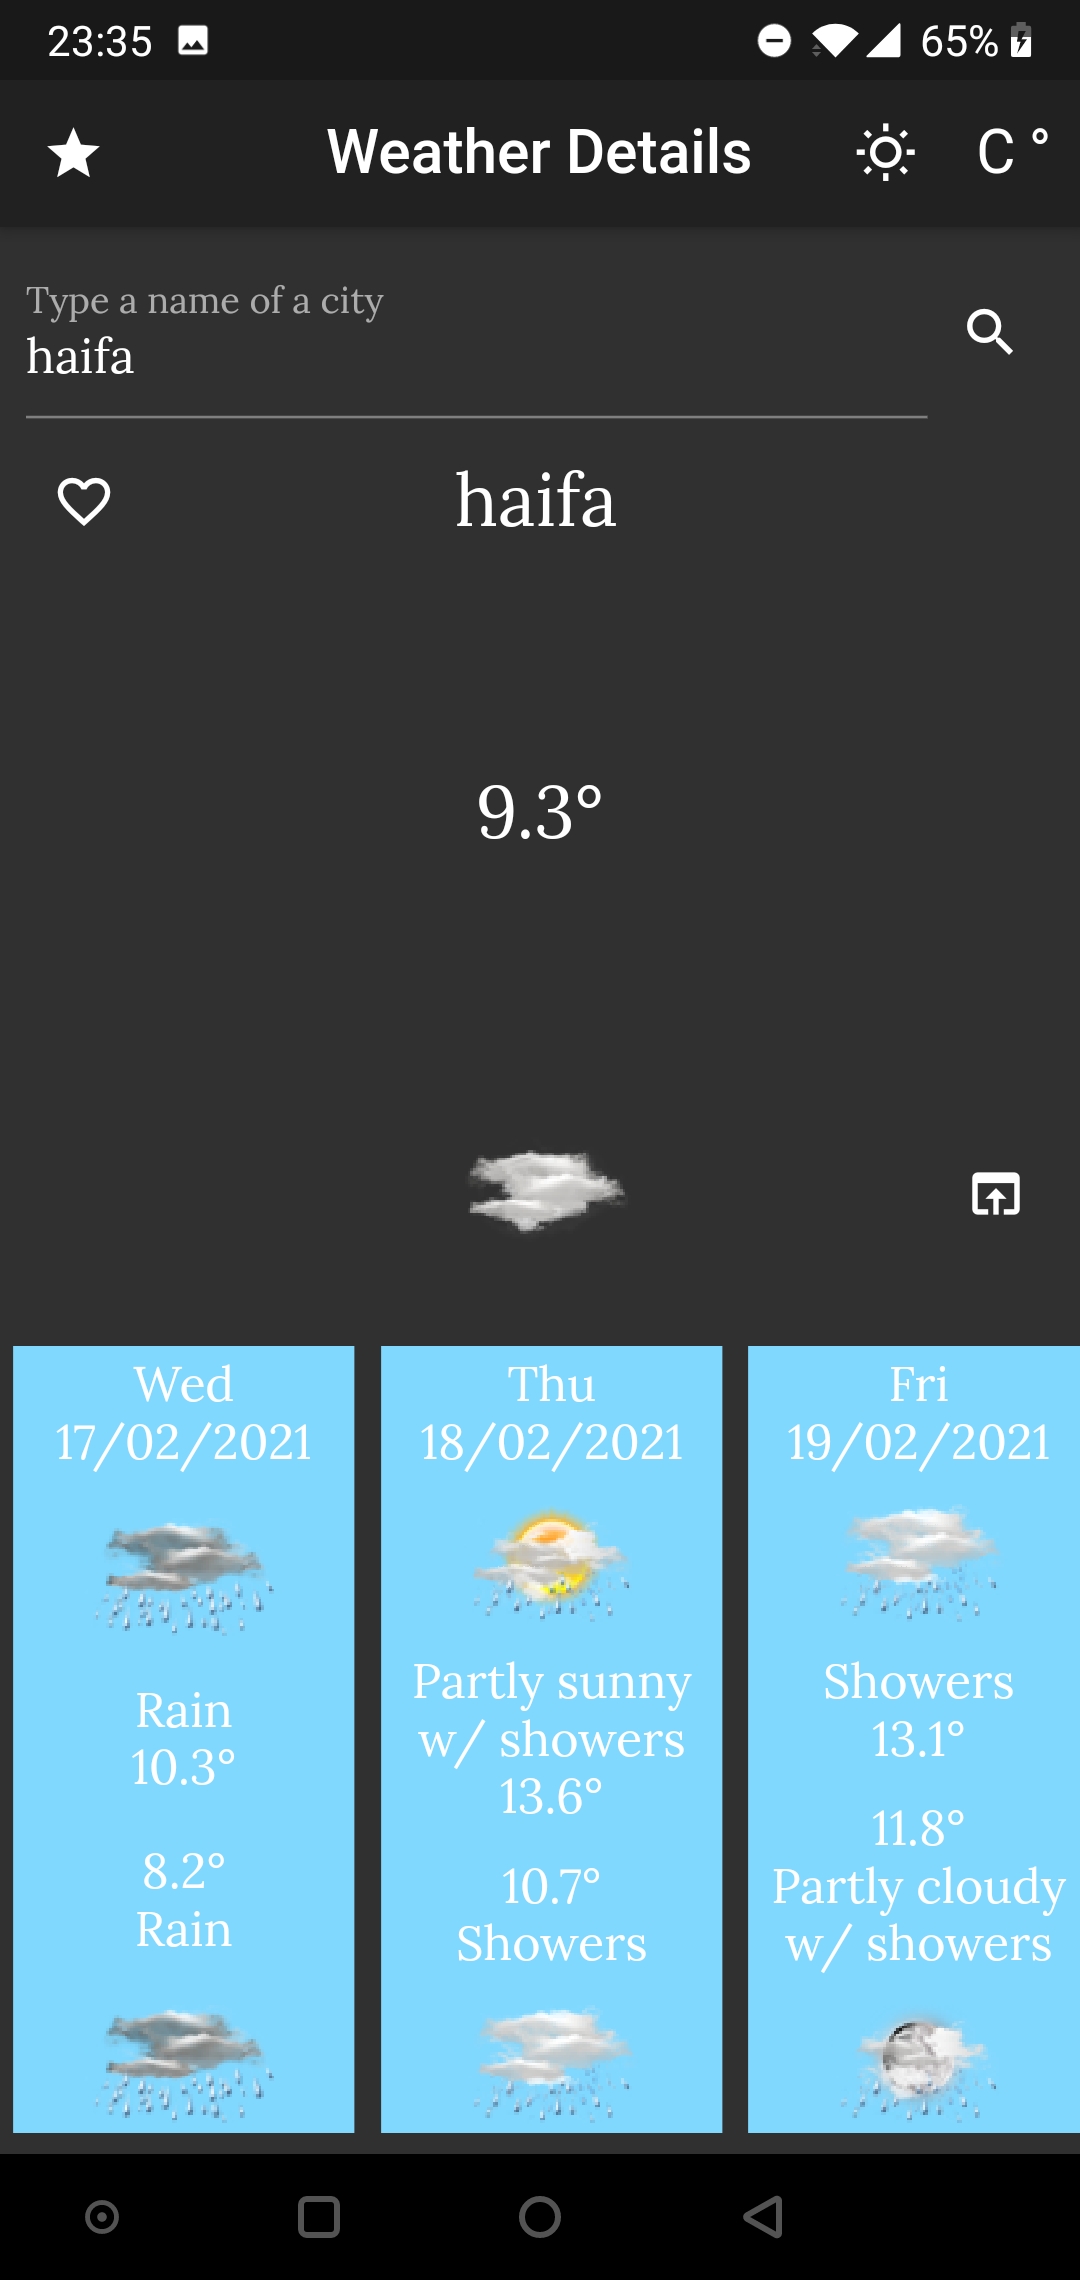 23:35
65%
Weather Details
C °
Type a name of a city
haifa
haifa
9.3°
Wed
17/02/2021
Rain
10.3°
8.2°
Rain
Thu
18/02/2021
Partly sunny
w/ showers
13.6°
10.7°
Showers
Fri
19/02/2021
Showers
13.1°
11.8°
Partly cloudy
w/ showers